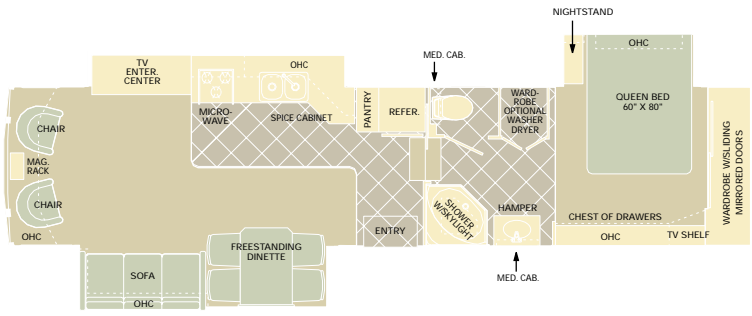 NIGHTSTAND
OHC
MED. CAB.
TV
ENTER.
CENTER
OHC
MICRO-
WAVE
SPICE CABINET
PANTRY
REFER.
WARD-
ROBE
OPTIONAL
WASHER
DRYER
QUEEN BED
60" X 80"
CHAIR
MAG.
RACK
CHAIR
OHC
WARDROBE W/SLIDING
MIRRORED DOORS
SHOWER
W/SKYLIGHT
HAMPER
CHEST OF DRAWERS
OHC
TV SHELF
ENTRY
FREESTANDING
DINETTE
SOFA
OHC
MED. CAB.